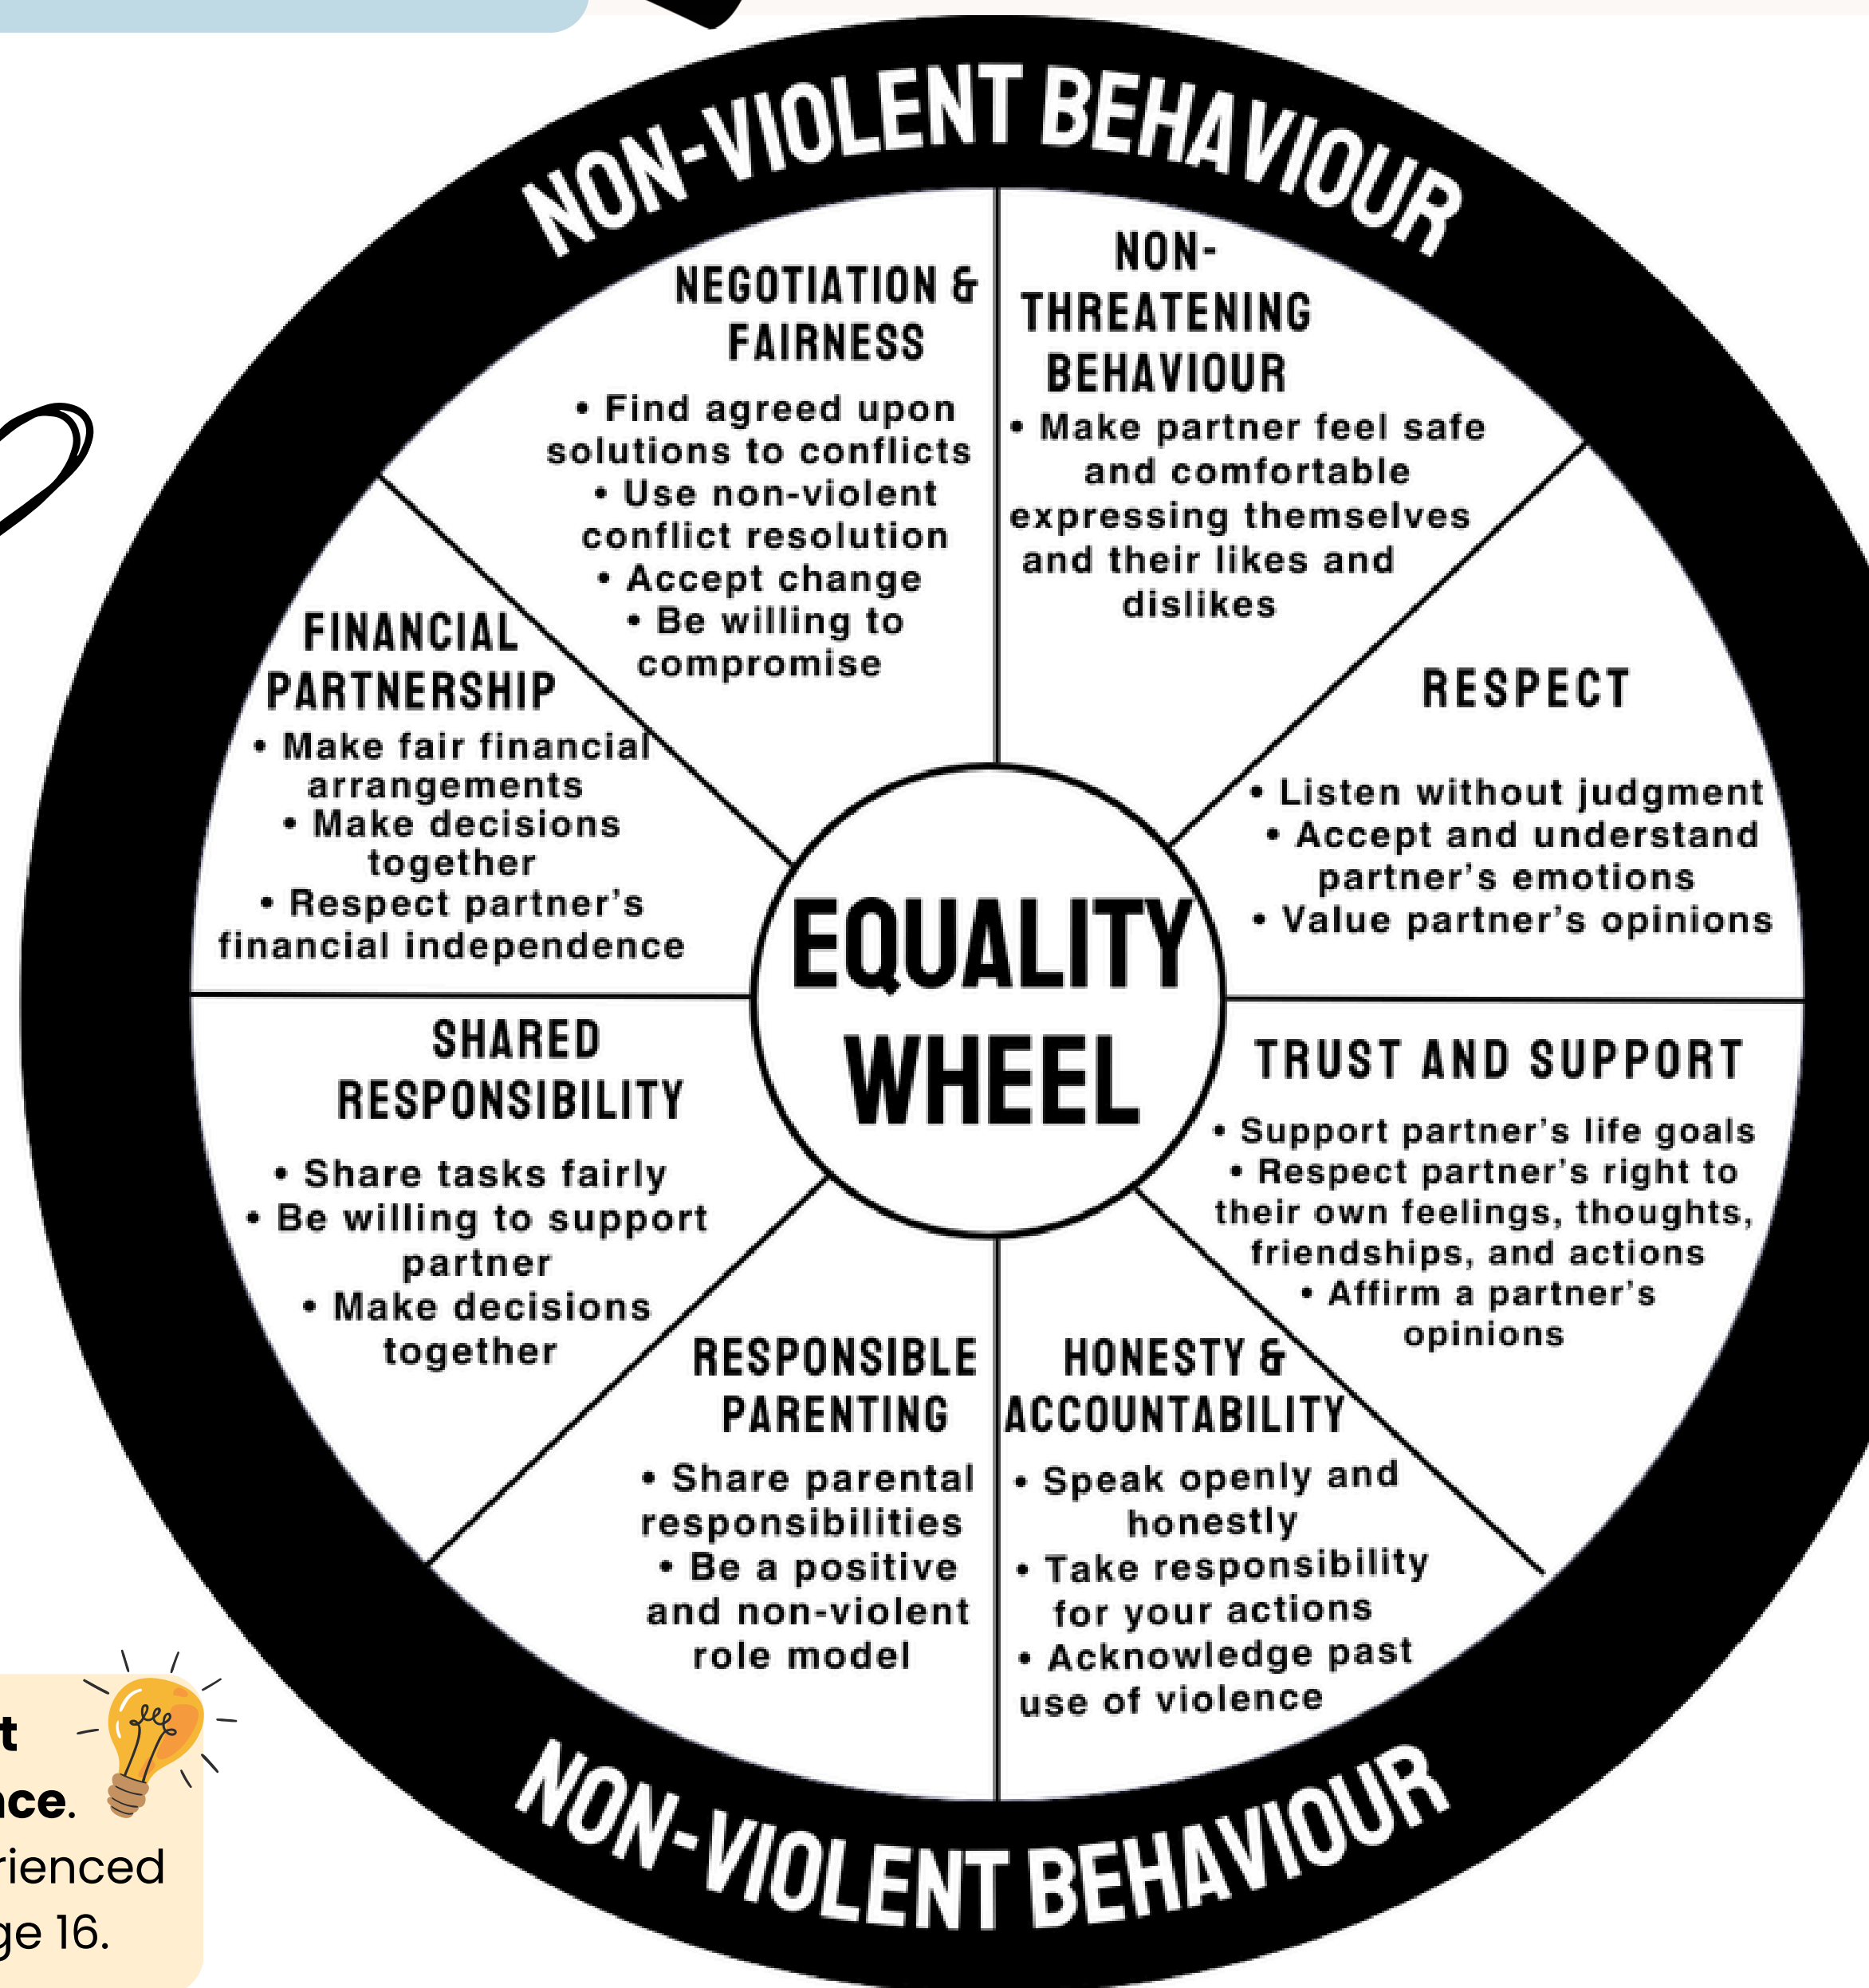 NON-VIOLENT BEHAVIOUR
NEGOTIATION &
FAIRNESS
• Find agreed upon
solutions to conflicts
• Use non-violent
conflict resolution
• Accept change
• Be willing to
compromise
NON-
THREATENING
BEHAVIOUR
• Make partner feel safe
and comfortable
expressing themselves
and their likes and
dislikes
RESPECT
• Listen without judgment
• Accept and understand
partner's emotions
• Value partner's opinions
TRUST AND SUPPORT
• Support partner's life goals
• Respect partner's right to
their own feelings, thoughts,
friendships, and actions
• Affirm a partner's
opinions
HONESTY &
ACCOUNTABILITY
• Speak openly and
honestly
• Take responsibility
for your actions
• Acknowledge past
use of violence
RESPONSIBLE
PARENTING
• Share parental
responsibilities
• Be a positive
and non-violent
role model
SHARED
RESPONSIBILITY
• Share tasks fairly
• Be willing to support
partner
• Make decisions
together
FINANCIAL
PARTNERSHIP
• Make fair financial
arrangements
• Make decisions
together
• Respect partner's
financial independence
EQUALITY
WHEEL
NON-VIOLENT BEHAVIOUR
16.